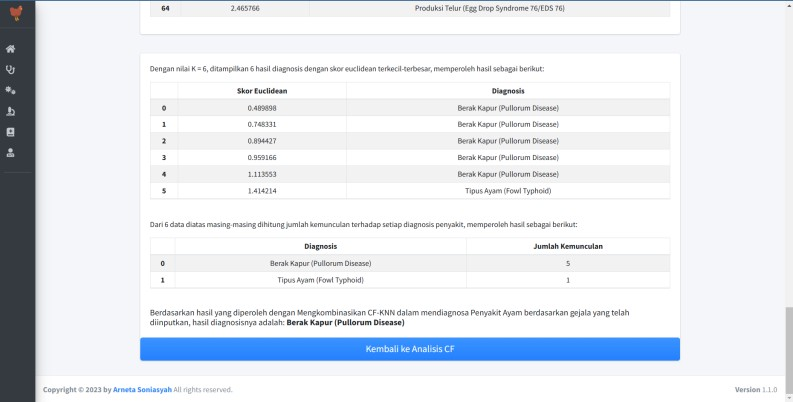 64 2.465766 Produksi Telur (Egg Drop Syndrome 76/EDS 76)
Dengan nilai K = 6, ditampilkan 6 hasil diagnosis dengan skor euclidean terkecil-terbesar, memperoleh hasil sebagai berikut:
Skor Euclidean Diagnosis
0 0.489898 Berak Kapur (Pullorum Disease)
1 0.748331 Berak Kapur (Pullorum Disease)
2 0.894427 Berak Kapur (Pullorum Disease)
3 0.959166 Berak Kapur (Pullorum Disease)
4 1.113553 Berak Kapur (Pullorum Disease)
5 1.414214 Tipus Ayam (Fowl Typhoid)
Dari 6 data diatas masing-masing dihitung jumlah kemunculan terhadap setiap diagnosis penyakit, memperoleh hasil sebagai berikut:
Diagnosis Jumlah Kemunculan
0 Berak Kapur (Pullorum Disease) 5
1 Tipus Ayam (Fowl Typhoid) 1
Berdasarkan hasil yang diperoleh dengan Mengkombinasikan CF-KNN dalam mendiagnosa Penyakit Ayam berdasarkan gejala yang telah
diinputkan, hasil diagnosisnya adalah: Berak Kapur (Pullorum Disease)
Kembali ke Analisis CF
Copyright © 2023 by Arneta Soniasyah All rights reserved. Version 1.1.0